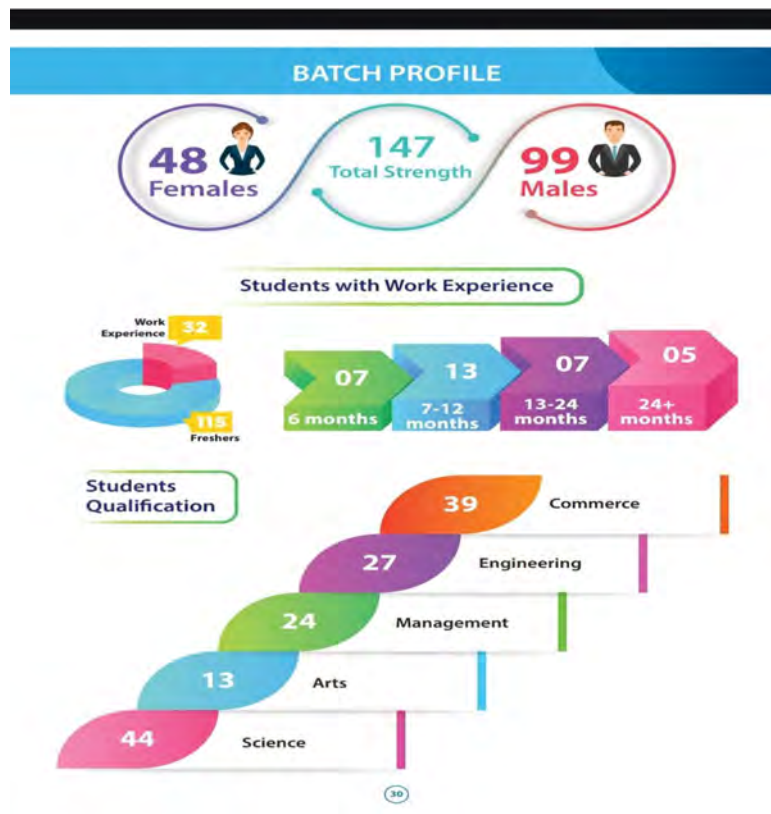 BATCH PROFILE
48
Females
147
Total Strength
99
Males
Students with Work Experience
Work
Experience
32
115
Freshers
07
6 months
13
7-12
months
07
13-24
months
05
24+
months
Students
Qualification
39
Commerce
27
Engineering
24
Management
13
Arts
44
Science
30